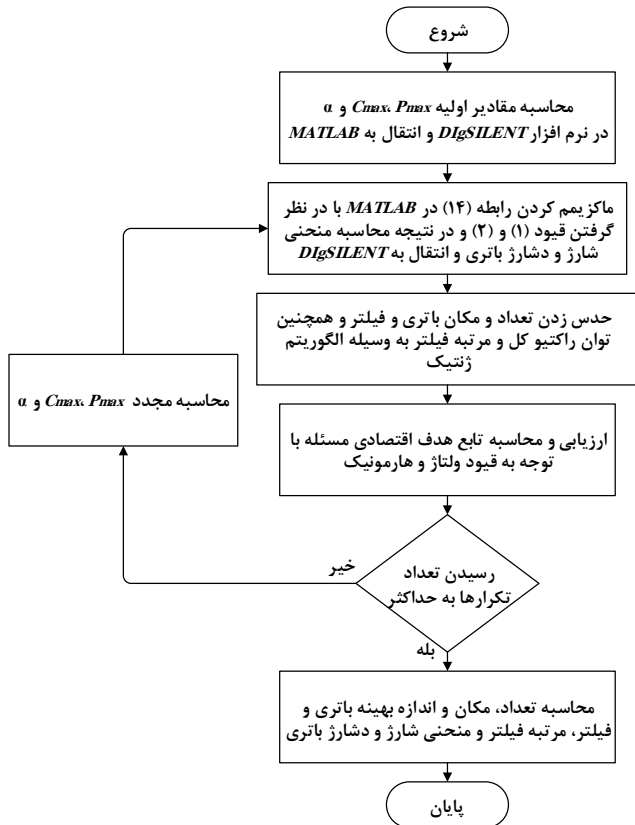 شروع
محاسبه مقادیر اولیه Cmax، Pmax و α
در نرم افزار DIgSILENT و انتقال به MATLAB
ماکزیمم کردن رابطه (۱۴) در MATLAB با در نظر
گرفتن قیود (۱) و (۲) و در نتیجه محاسبه منحنی
شارژ و دشارژ باتری و انتقال به DIgSILENT
حدس زدن تعداد و مکان باتری و فیلتر و همچنین
توان راکتیو کل و مرتبه فیلتر به وسیله الگوریتم
ژنتیک
محاسبه مجدد Cmax، Pmax و α
ارزیابی و محاسبه تابع هدف اقتصادی مسئله با
توجه به قیود ولتاژ و هارمونیک
رسیدن تعداد
تکرارها به حداکثر
خیر
بله
محاسبه تعداد، مکان و اندازه بهینه باتری و
فیلتر، مرتبه فیلتر و منحنی شارژ و دشارژ باتری
پایان